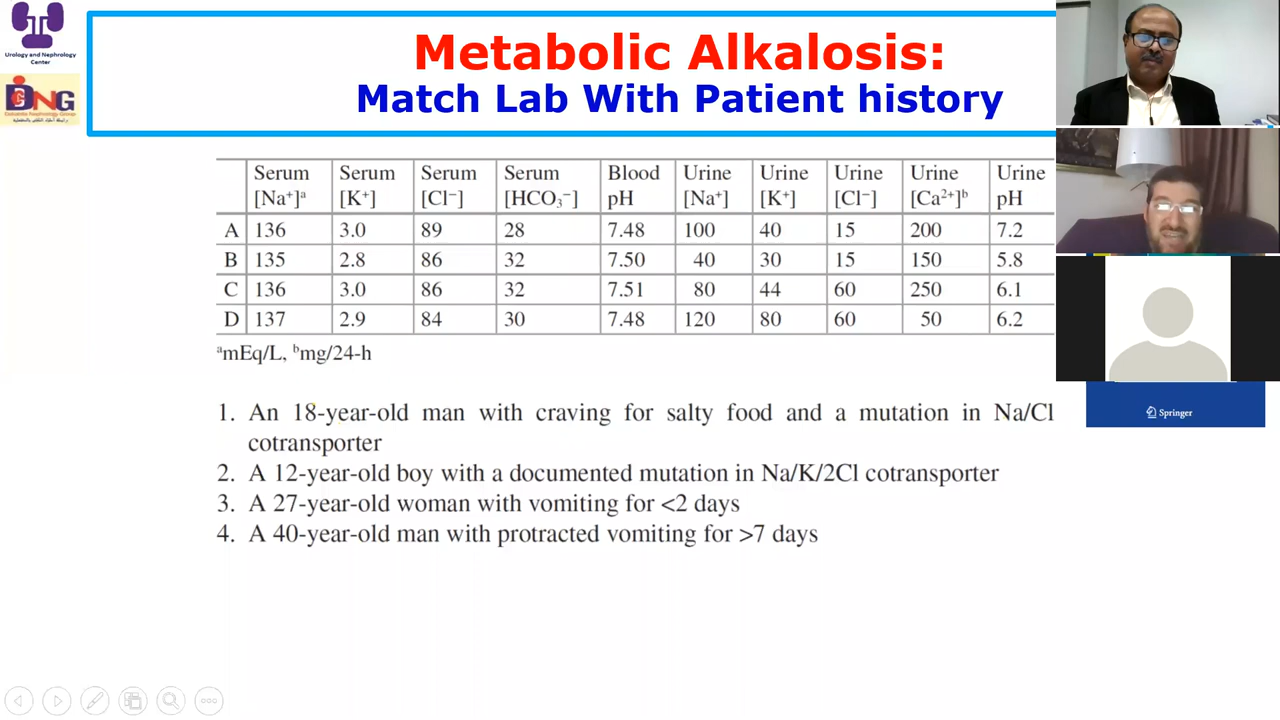 Urology and Nephrology
Center
Metabolic Alkalosis:
Match Lab With Patient history
Serum [Na⁺]ᵃ Serum [K⁺] Serum [Cl⁻] Serum [HCO₃⁻] Blood pH Urine [Na⁺] Urine [K⁺] Urine [Cl⁻] Urine [Ca²⁺]ᵇ Urine pH
A 136 3.0 89 28 7.48 100 40 15 200 7.2
B 135 2.8 86 32 7.50 40 30 15 150 5.8
C 136 3.0 86 32 7.51 80 44 60 250 6.1
D 137 2.9 84 30 7.48 120 80 60 50 6.2
ᵃmEq/L, ᵇmg/24-h
1. An 18-year-old man with craving for salty food and a mutation in Na/Cl
cotransporter
2. A 12-year-old boy with a documented mutation in Na/K/2Cl cotransporter
3. A 27-year-old woman with vomiting for <2 days
4. A 40-year-old man with protracted vomiting for >7 days
Springer